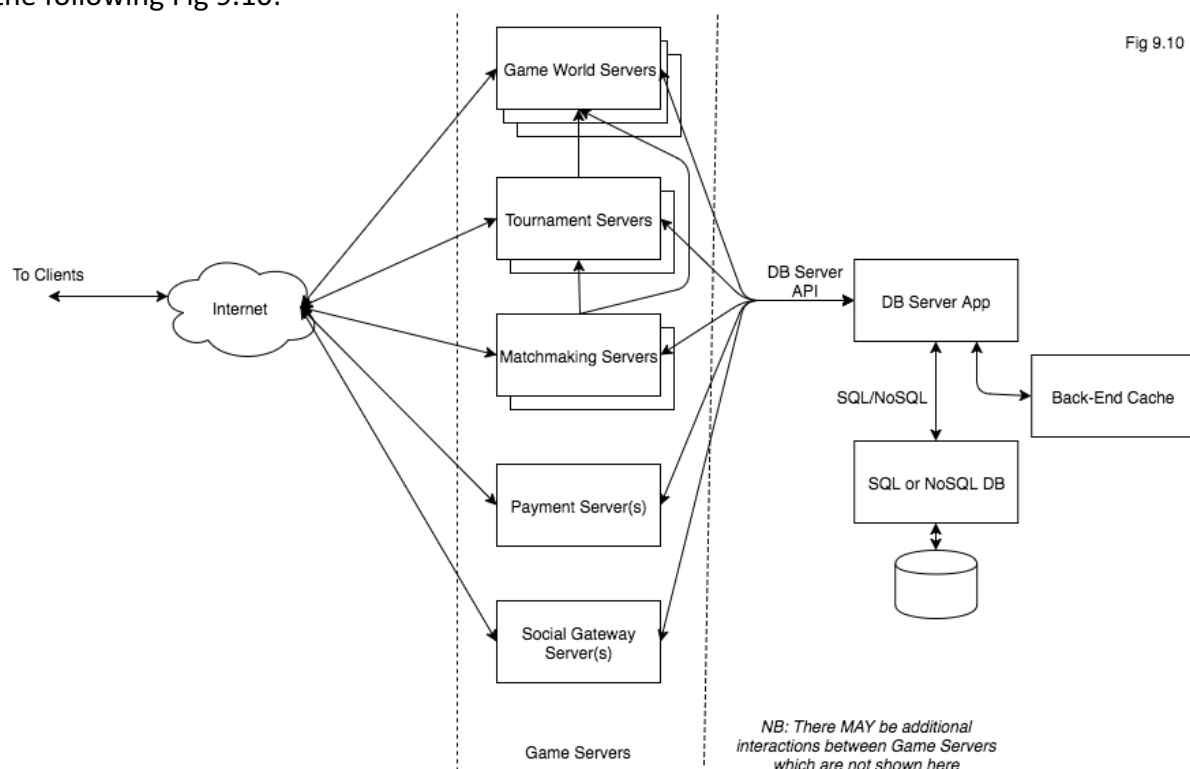 the following Fig 9.10:
Fig 9.10
Game World Servers
Tournament Servers
To Clients
Internet
DB Server
API
DB Server App
Matchmaking Servers
SQL/NoSQL
Back-End Cache
SQL or NoSQL DB
Payment Server(s)
Social Gateway
Server(s)
Game Servers
NB: There MAY be additional
interactions between Game Servers
which are not shown here